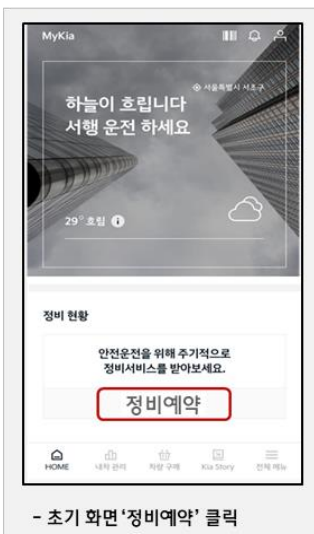 MyKia
서울특별시 서초구
하늘이 흐립니다
서행 운전 하세요
29° 흐림
정비 현황
안전운전을 위해 주기적으로
정비서비스를 받아보세요.
정비예약
HOME 내차 관리 차량 구매 Kia Story 전체 메뉴
- 초기 화면 '정비예약' 클릭